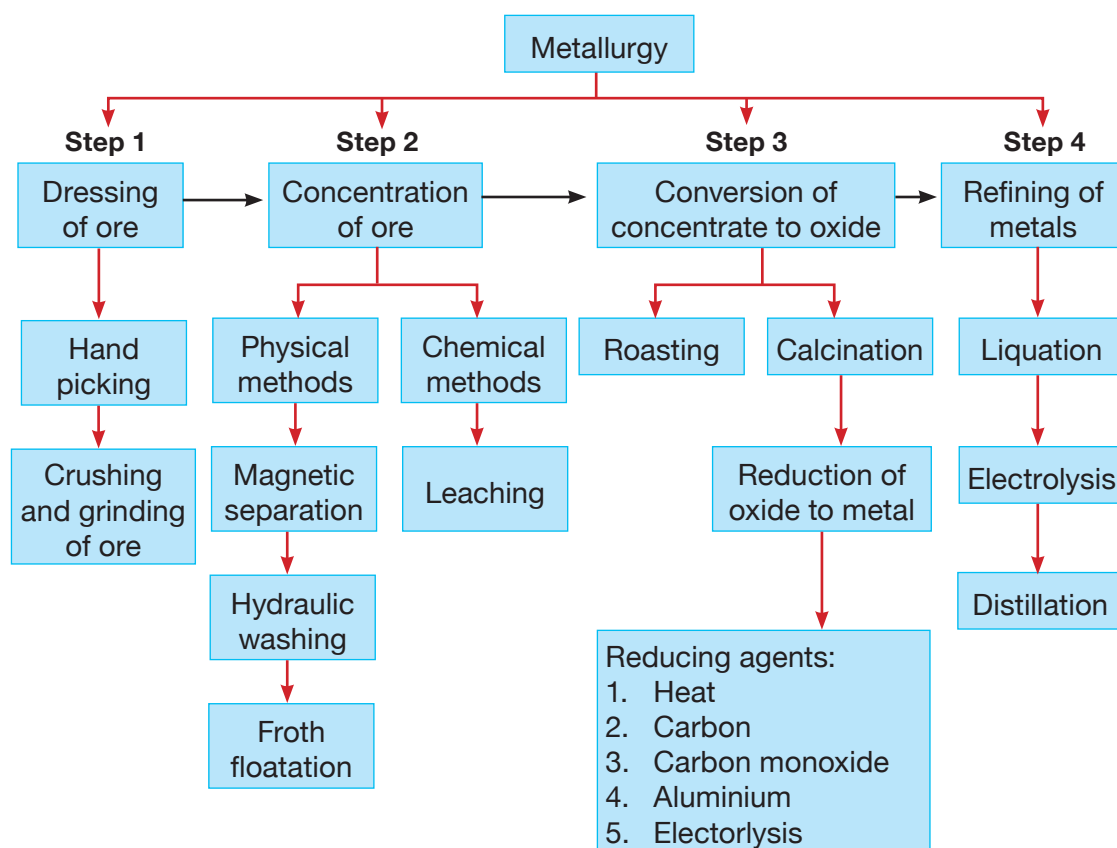 Metallurgy
Step 1
Step 2
Step 3
Step 4
Dressing
of ore
Concentration
of ore
Conversion of
concentrate to oxide
Refining of
metals
Hand
picking
Physical
methods
Chemical
methods
Roasting
Calcination
Liquation
Crushing
and grinding
of ore
Magnetic
separation
Leaching
Reduction of
oxide to metal
Electrolysis
Hydraulic
washing
Distillation
Froth
floatation
Reducing agents:
1. Heat
2. Carbon
3. Carbon monoxide
4. Aluminium
5. Electorlysis